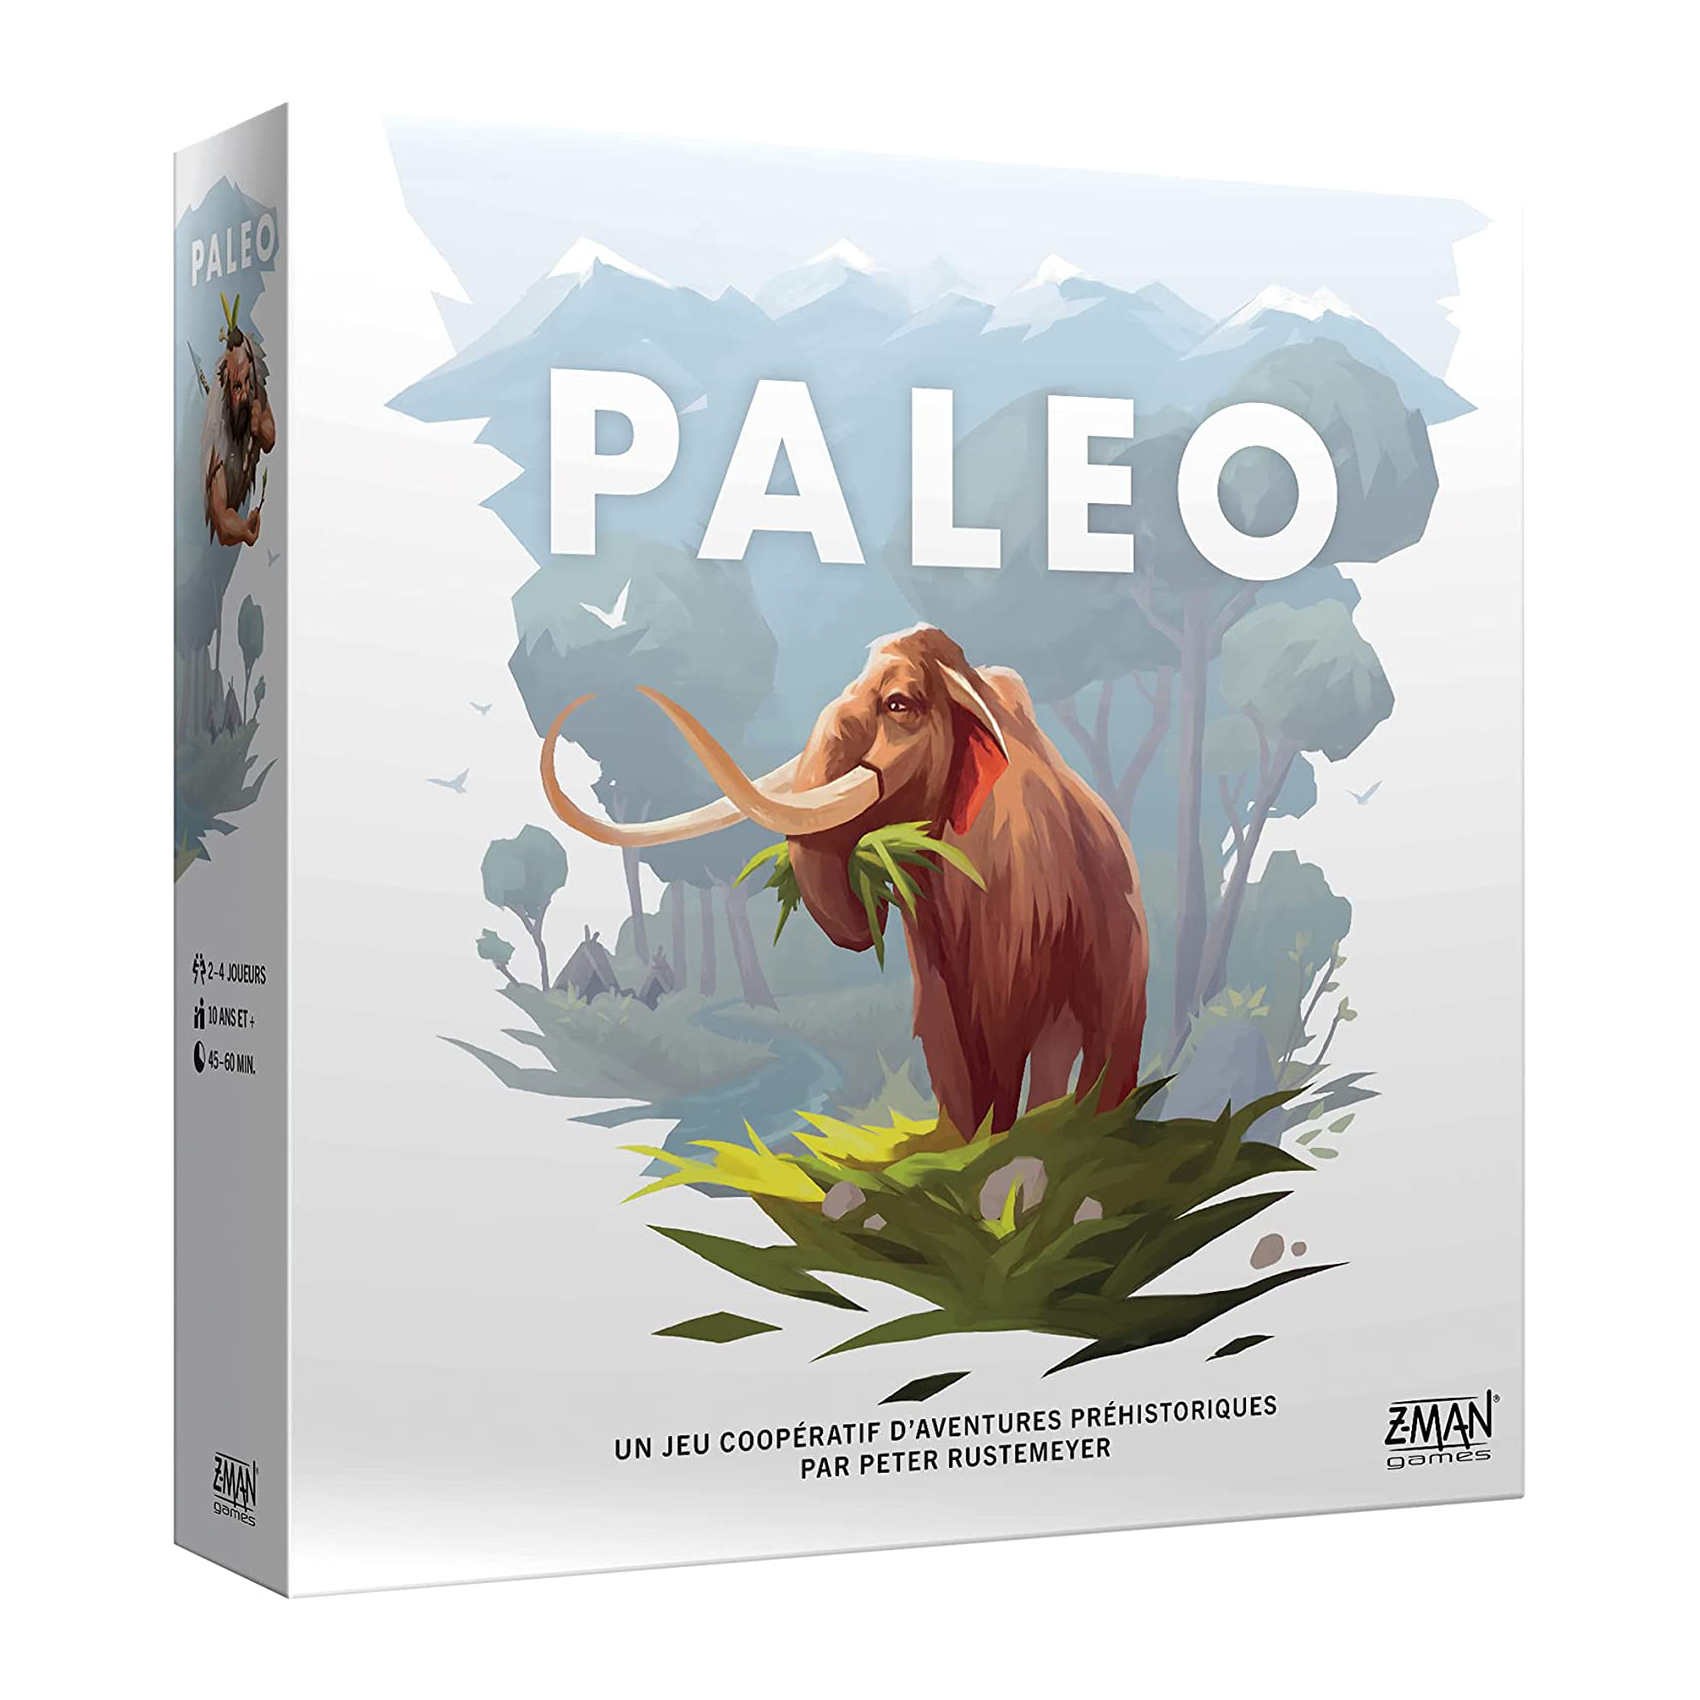 PALEO
2-4 JOUEURS
10 ANS ET +
45-60 MIN.
Z-MAN
games
PALEO
UN JEU COOPÉRATIF D'AVENTURES PRÉHISTORIQUES
PAR PETER RUSTEMEYER
Z-MAN®
games